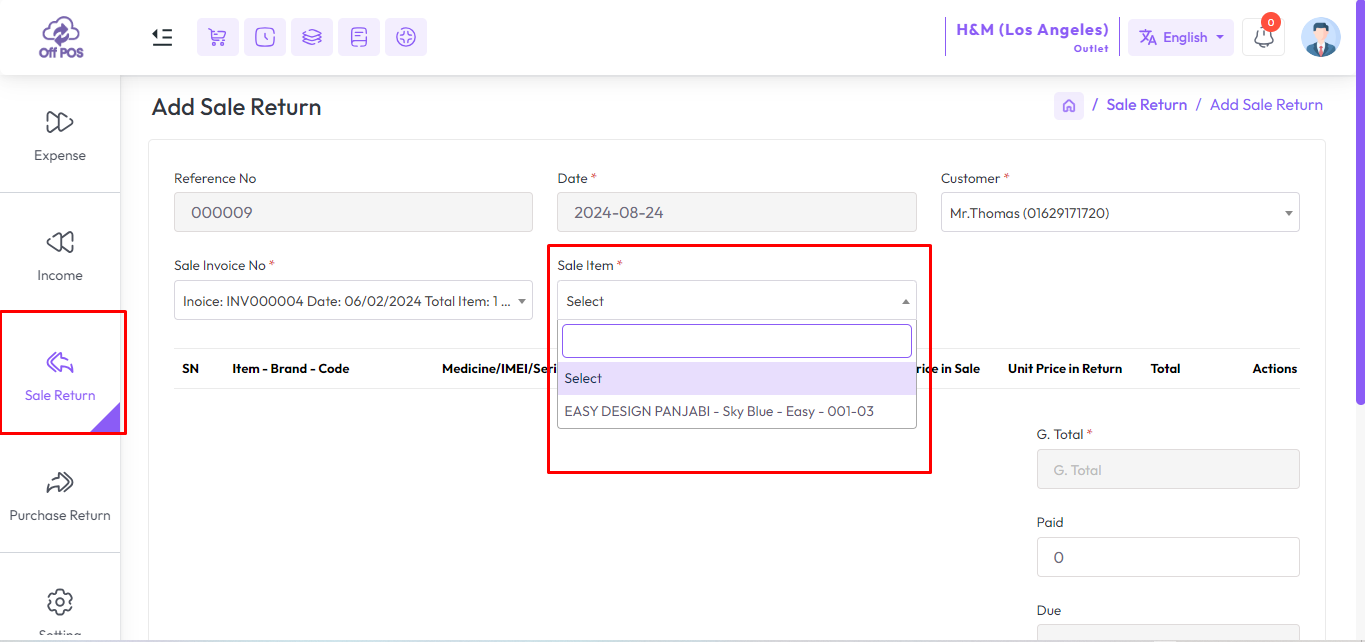 Off POS
H&M (Los Angeles)
Outlet
English
0
Expense
Income
Sale Return
Purchase Return
Setting
Add Sale Return
/ Sale Return / Add Sale Return
Reference No
000009
Date *
2024-08-24
Customer *
Mr.Thomas (01629171720)
Sale Invoice No *
Inoice: INV000004 Date: 06/02/2024 Total Item: 1 ...
Sale Item *
Select
Select
EASY DESIGN PANJABI - Sky Blue - Easy - 001-03
SN Item - Brand - Code Medicine/IMEI/Seri rice in Sale Unit Price in Return Total Actions
G. Total *
G. Total
Paid
0
Due